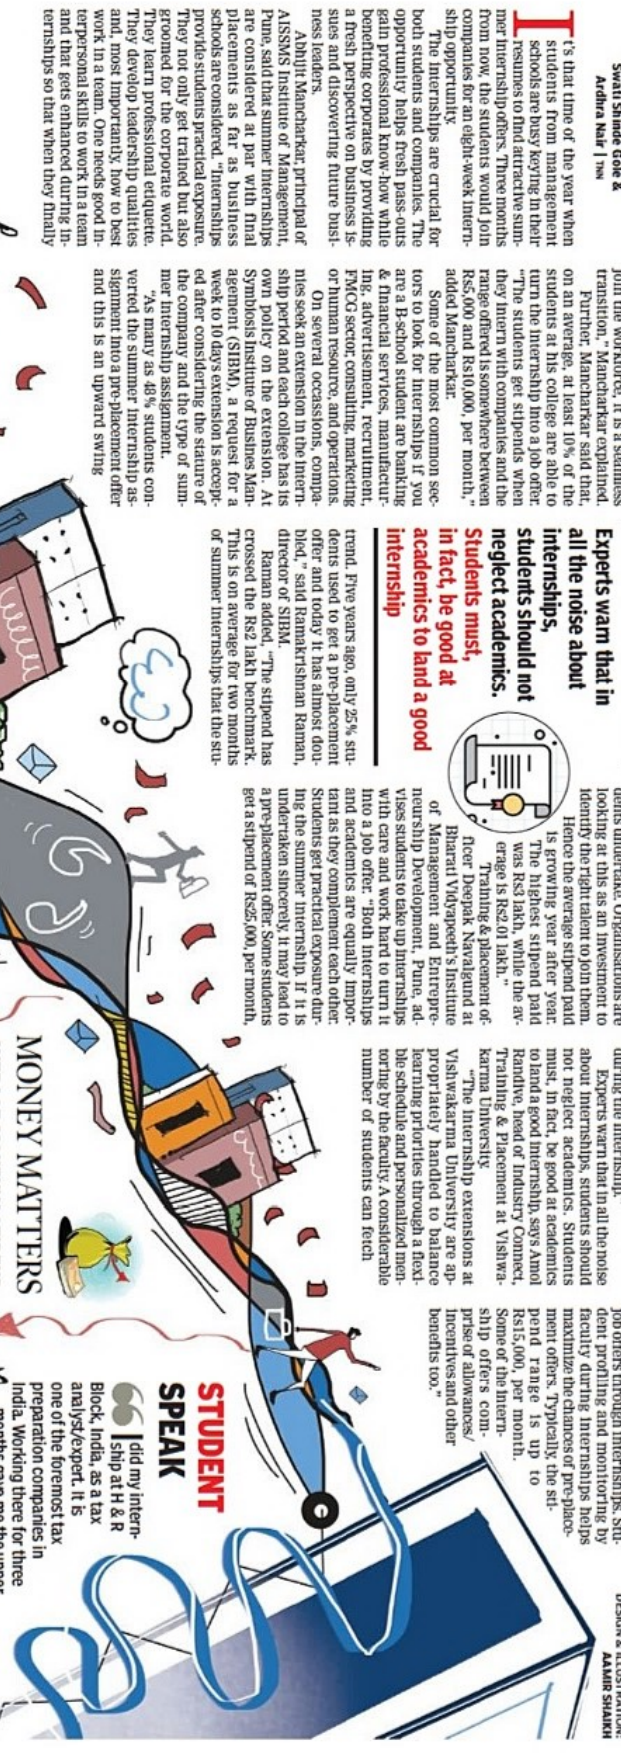 Swati Shinde Gole &
Ardhra Nair | TNN
It's that time of the year when
students from management
schools are busy keying in their
resumes to find attractive sum-
mer internship offers. Three months
from now, the students would join
companies for an eight-week intern-
ship opportunity.
The internships are crucial for
both students and companies. The
opportunity helps fresh pass-outs
gain professional know-how while
benefiting corporates by providing
a fresh perspective on business is-
sues and discovering future busi-
ness leaders.
Abhijit Mancharkar, principal of
AISSMS Institute of Management,
Pune, said that summer internships
are considered at par with final
placements as far as business
schools are considered. "Internships
provide students practical exposure.
They not only get trained but also
groomed for the corporate world.
They learn professional etiquette.
They develop leadership qualities
and, most importantly, how to best
work in a team. One needs good in-
terpersonal skills to work in a team
and that gets enhanced during in-
ternships so that when they finally
join the workforce, it is a seamless
transition," Mancharkar explained.
Further, Mancharkar said that,
on an average, at least 10% of the
students at his college are able to
turn the internship into a job offer.
"The students get stipends when
they intern with companies and the
range offered is somewhere between
Rs5,000 and Rs10,000, per month,"
added Mancharkar.
Some of the most common sec-
tors to look for internships if you
are a B-school student are banking
& financial services, manufactur-
ing, advertisement, recruitment,
FMCG sector, consulting, marketing
or human resource, and operations.
On several occassions, compa-
nies seek an extension in the intern-
ship period and each college has its
own policy on the extension. At
Symbiosis Institute of Busines Man-
agement (SIBM), a request for a
week to 10 days extension is accept-
ed after considering the stature of
the company and the type of sum-
mer internship assignment.
"As many as 48% students con-
verted the summer internship as-
signment into a pre-placement offer
and this is an upward swing
Experts warn that in
all the noise about
internships,
students should not
neglect academics.
Students must,
in fact, be good at
academics to land a good
internship
trend. Five years ago, only 25% stu-
dents used to get a pre-placement
offer and today it has almost dou-
bled," said Ramakrishnan Raman,
director of SIBM.
Raman added, "The stipend has
crossed the Rs2 lakh benchmark.
This is on average for two months
of summer internships that the stu-
dents undertake. Organisations are
looking at this as an investment to
identify the right talent to join them.
Hence the average stipend paid
is growing year after year.
The highest stipend paid
was Rs3 lakh, while the av-
erage is Rs2.01 lakh."
Training & placement of-
ficer Deepak Navalgund at
Bharati Vidyapeeth's Institute
of Management and Entrepre-
neurship Development, Pune, ad-
vises students to take up internships
with care and work hard to turn it
into a job offer. "Both internships
and academics are equally impor-
tant as they complement each other.
Students get practical exposure dur-
ing the summer internship. If it is
undertaken sincerely, it may lead to
a pre-placement offer. Some students
get a stipend of Rs25,000, per month,
during the internship.
Experts warn that in all the noise
about internships, students should
not neglect academics. Students
must, in fact, be good at academics
to land a good internship, says Amol
Randive, head of Industry Connect,
Training & Placement at Vishwa-
karma University.
"The internship extensions at
Vishwakarma University are ap-
propriately handled to balance
learning priorities through a flexi-
ble schedule and personalized men-
toring by the faculty. A considerable
number of students can fetch
job offers through internships. Stu-
dent profiling and monitoring by
faculty during internships helps
maximize the chances of pre-place-
ment offers. Typically, the sti-
pend range is up to
Rs15,000, per month.
Some of the intern-
ship offers com-
prise of allowances/
incentives and other
benefits too."
DESIGN & ILLUSTRATION:
AAMIR SHAIKH
MONEY MATTERS
STUDENT
SPEAK
I did my intern-
ship at H & R
Block, India, as a tax
analyst/expert. It is
one of the foremost tax
preparation companies in
India. Working there for three
months gave me the upper